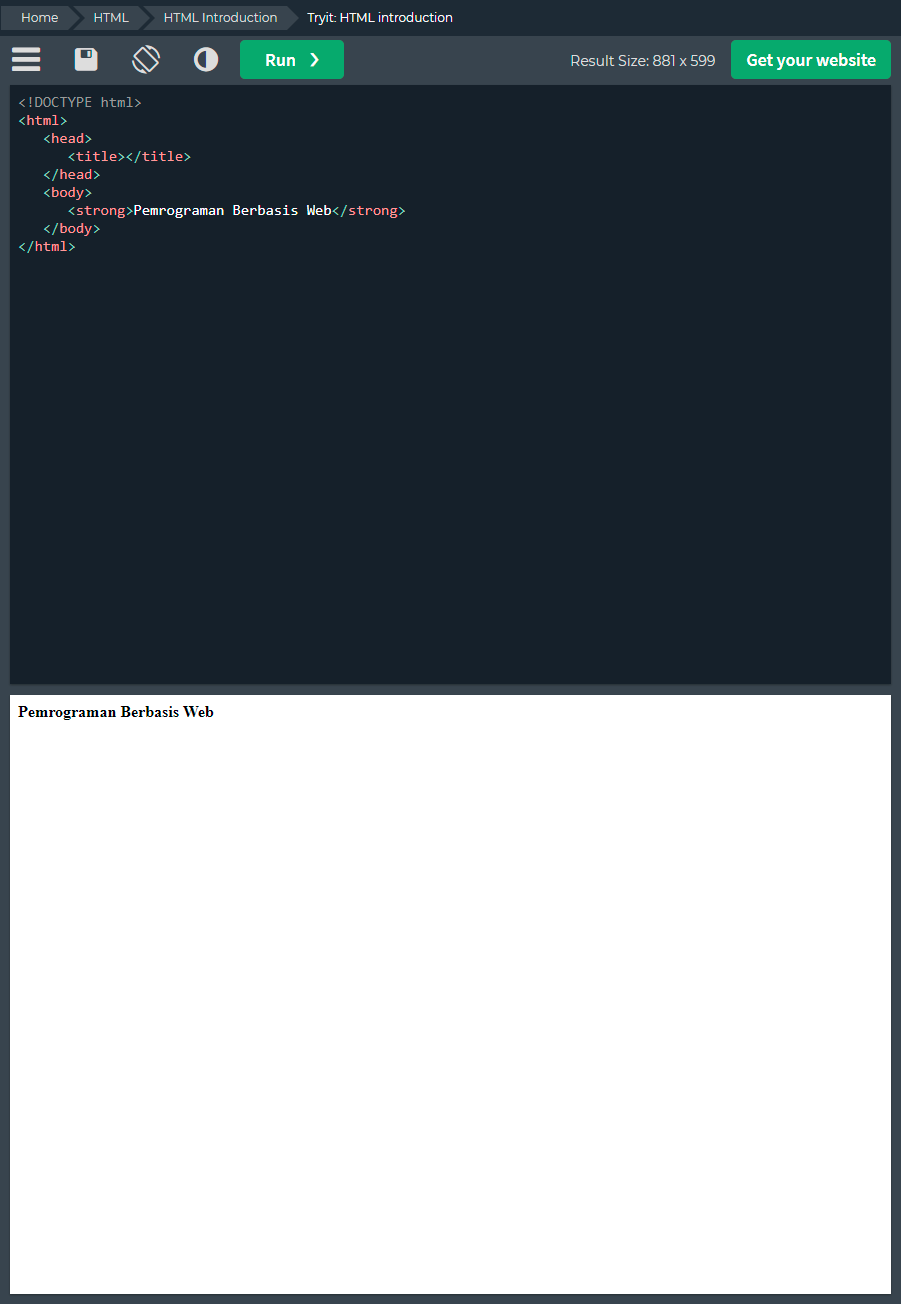 Home HTML HTML Introduction Tryit: HTML introduction
Run ❯ Result Size: 881 x 599 Get your website
<!DOCTYPE html>
<html>
   <head>
      <title></title>
   </head>
   <body>
      <strong>Pemrograman Berbasis Web</strong>
   </body>
</html>
Pemrograman Berbasis Web